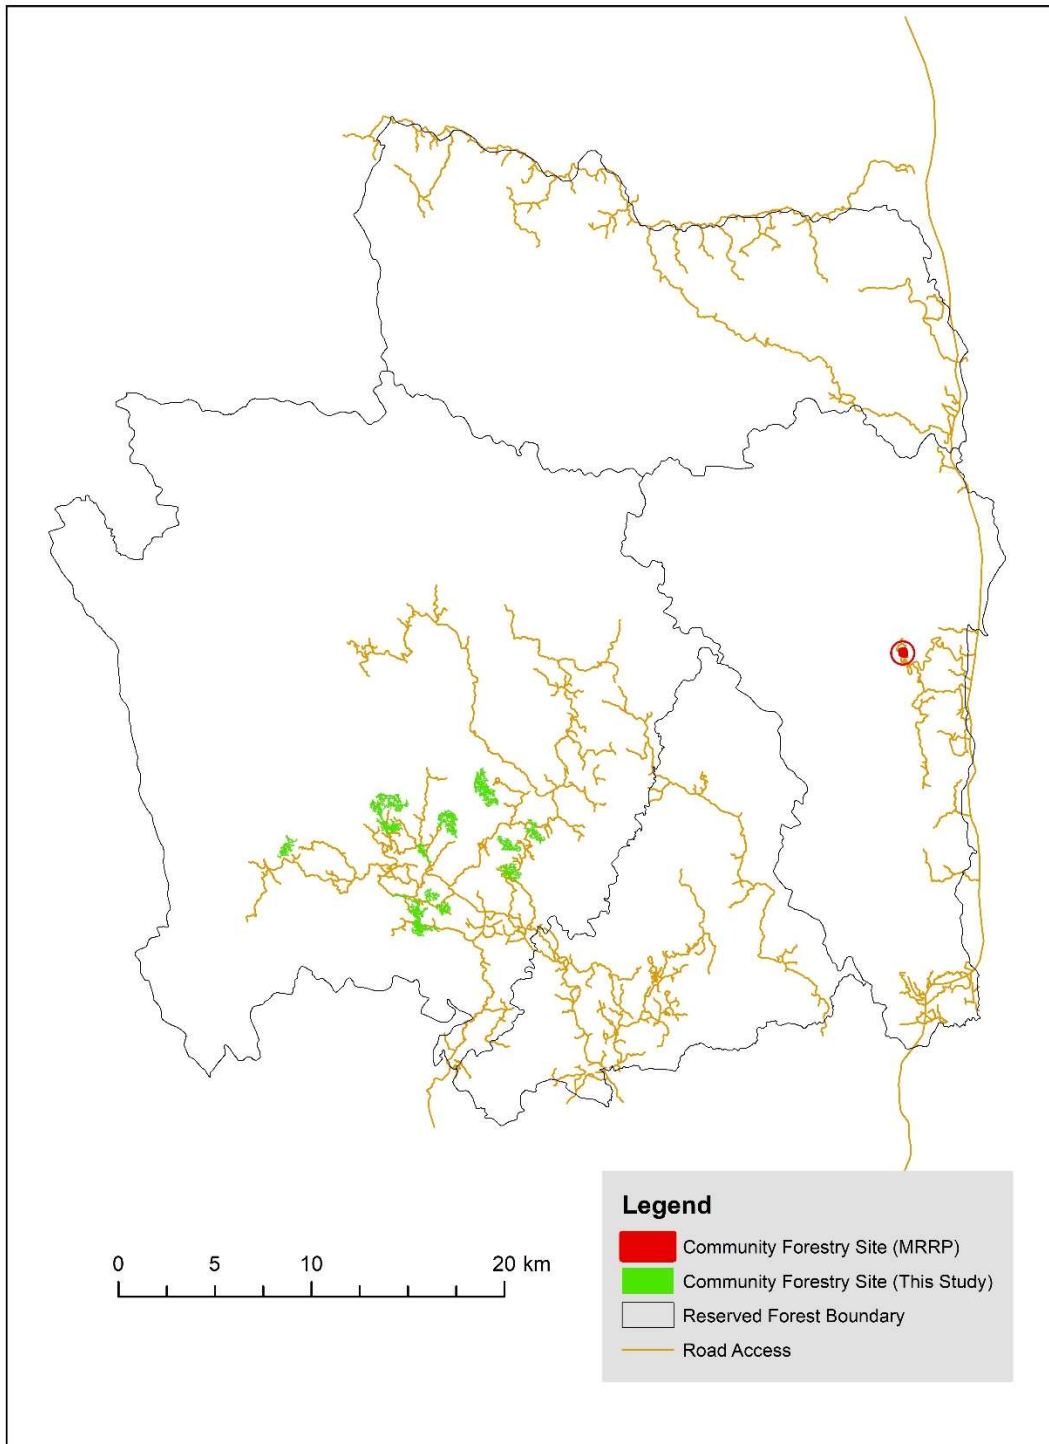 0 5 10 20 km
Legend
Community Forestry Site (MRRP)
Community Forestry Site (This Study)
Reserved Forest Boundary
Road Access